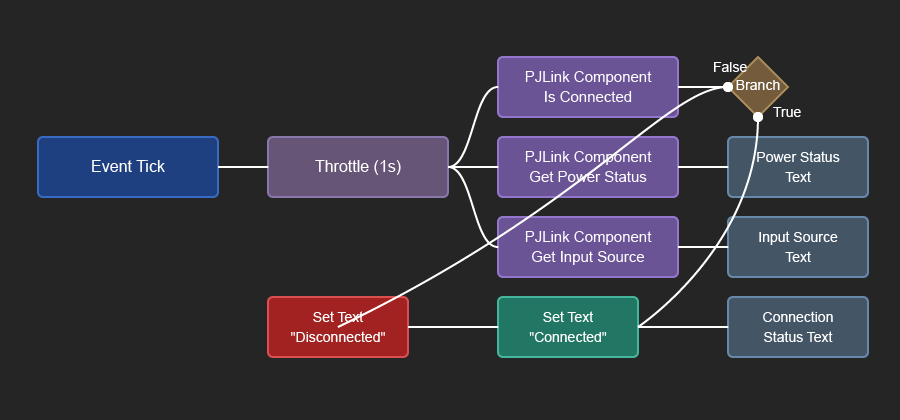 PJLink Component
Is Connected
False
Branch
True
Event Tick
Throttle (1s)
PJLink Component
Get Power Status
Power Status
Text
PJLink Component
Get Input Source
Input Source
Text
Set Text
"Disconnected"
Set Text
"Connected"
Connection
Status Text